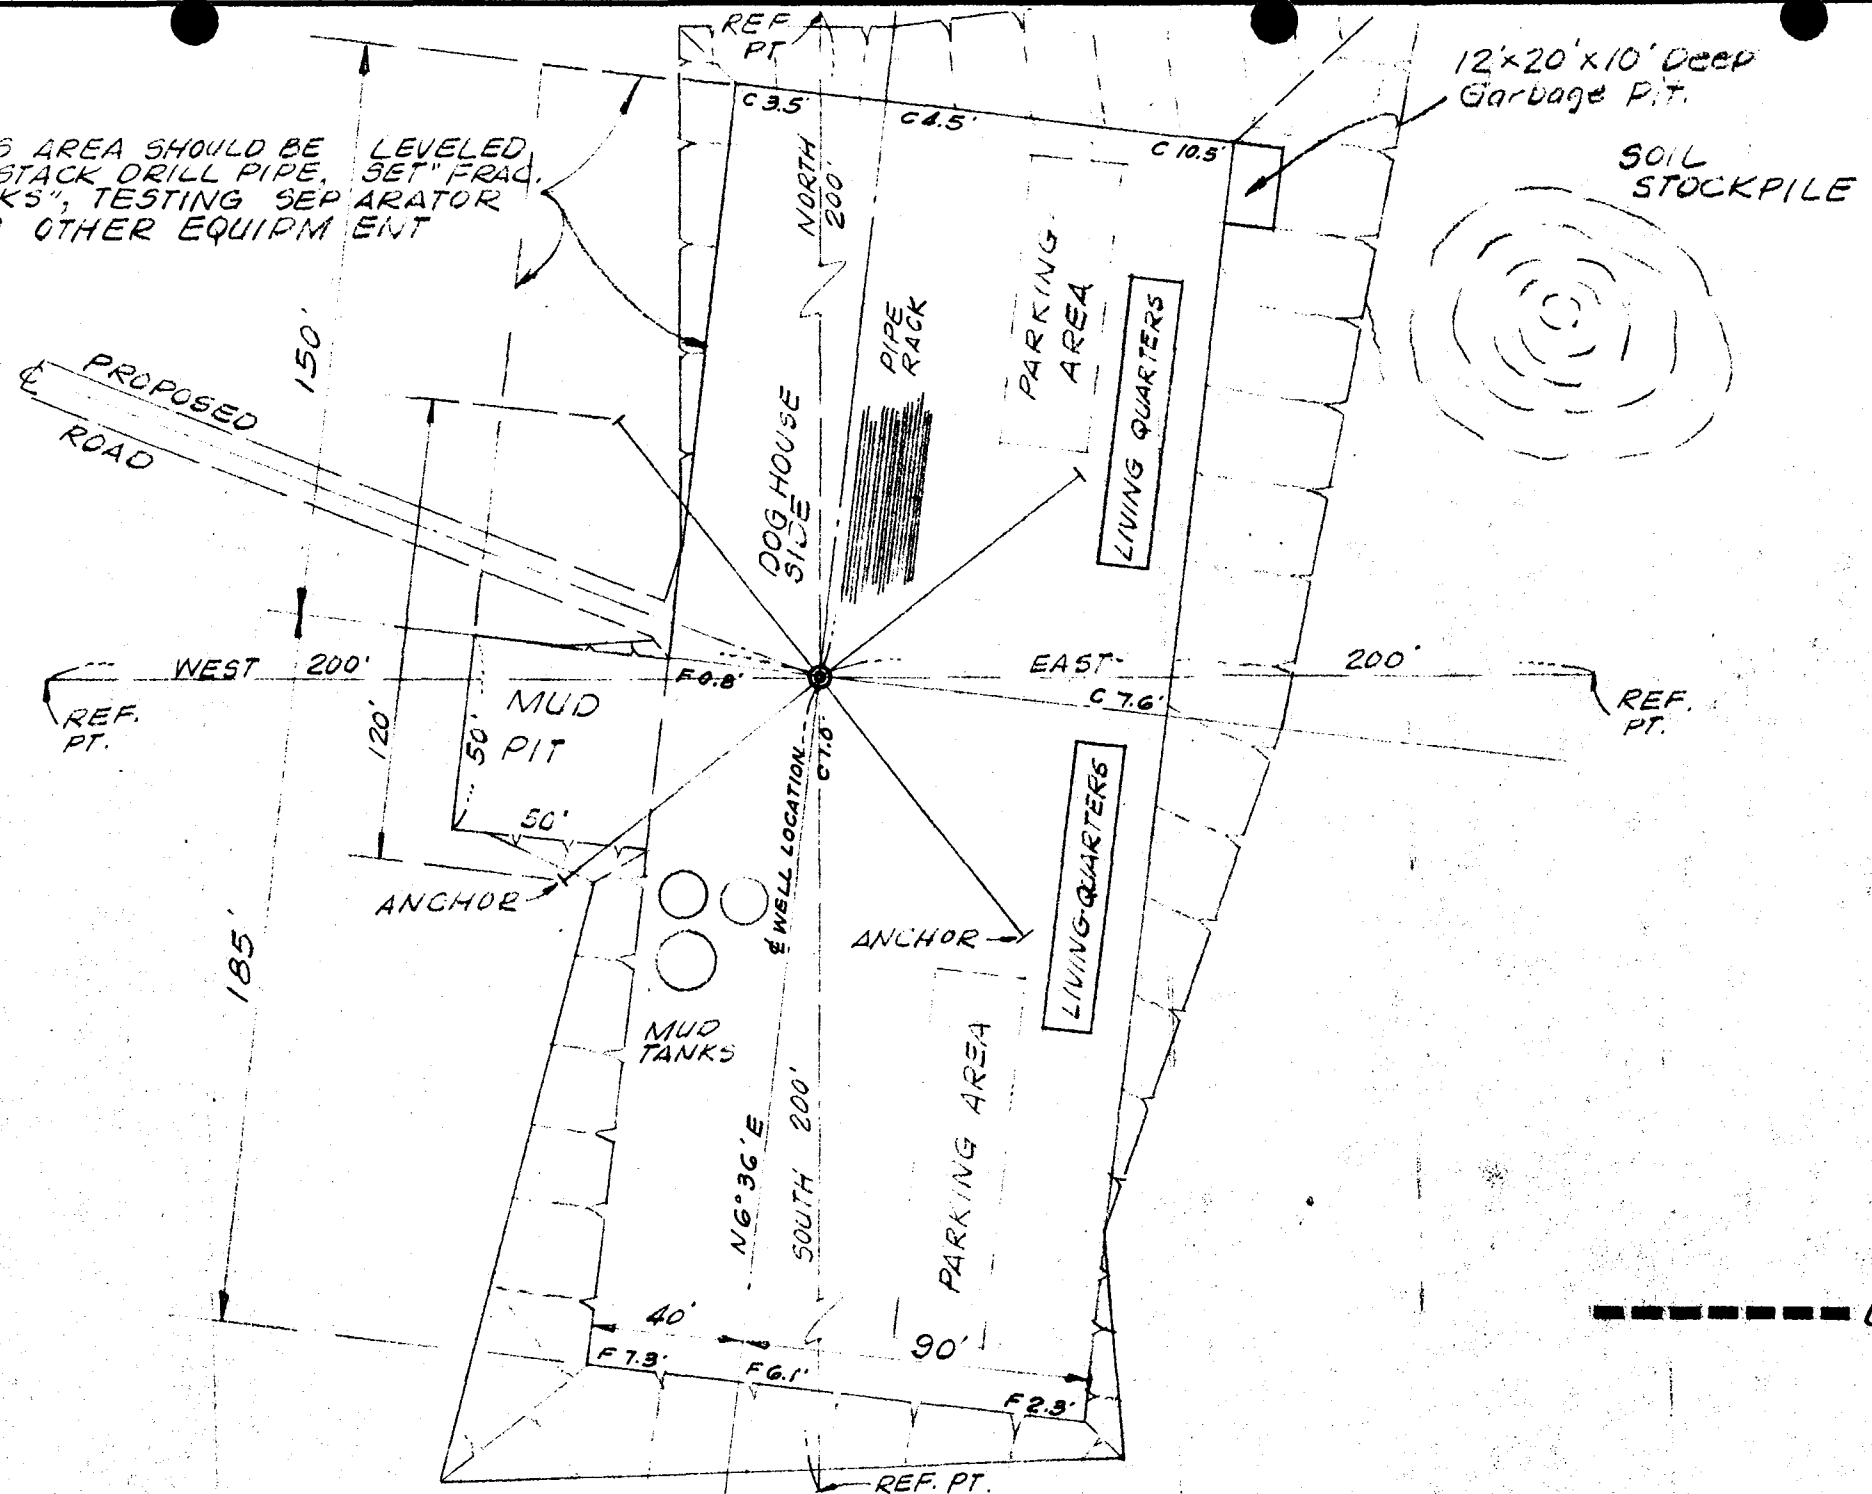 REF.
PT.
12'x20'x10' Deep
Garbage Pit.
C 3.5'
C 4.5'
C 10.5'
SOIL
STOCKPILE
AREA SHOULD BE LEVELED
STACK DRILL PIPE, SET "FRAC.
TESTING SEPARATOR
OTHER EQUIPMENT
NORTH
200'
150'
PARKING
AREA
LIVING QUARTERS
PIPE
RACK
PROPOSED
ROAD
DOG HOUSE
SIDE
WEST 200'
F 0.8'
EAST
200'
C 7.6'
REF.
PT.
REF.
PT.
MUD
PIT
50'
120'
50'
℄ WELL LOCATION
LIVING QUARTERS
ANCHOR
ANCHOR
185'
MUD
TANKS
N6°36'E
SOUTH 200'
PARKING AREA
40'
90'
F 7.3'
F 6.1'
F 2.3'
REF. PT.